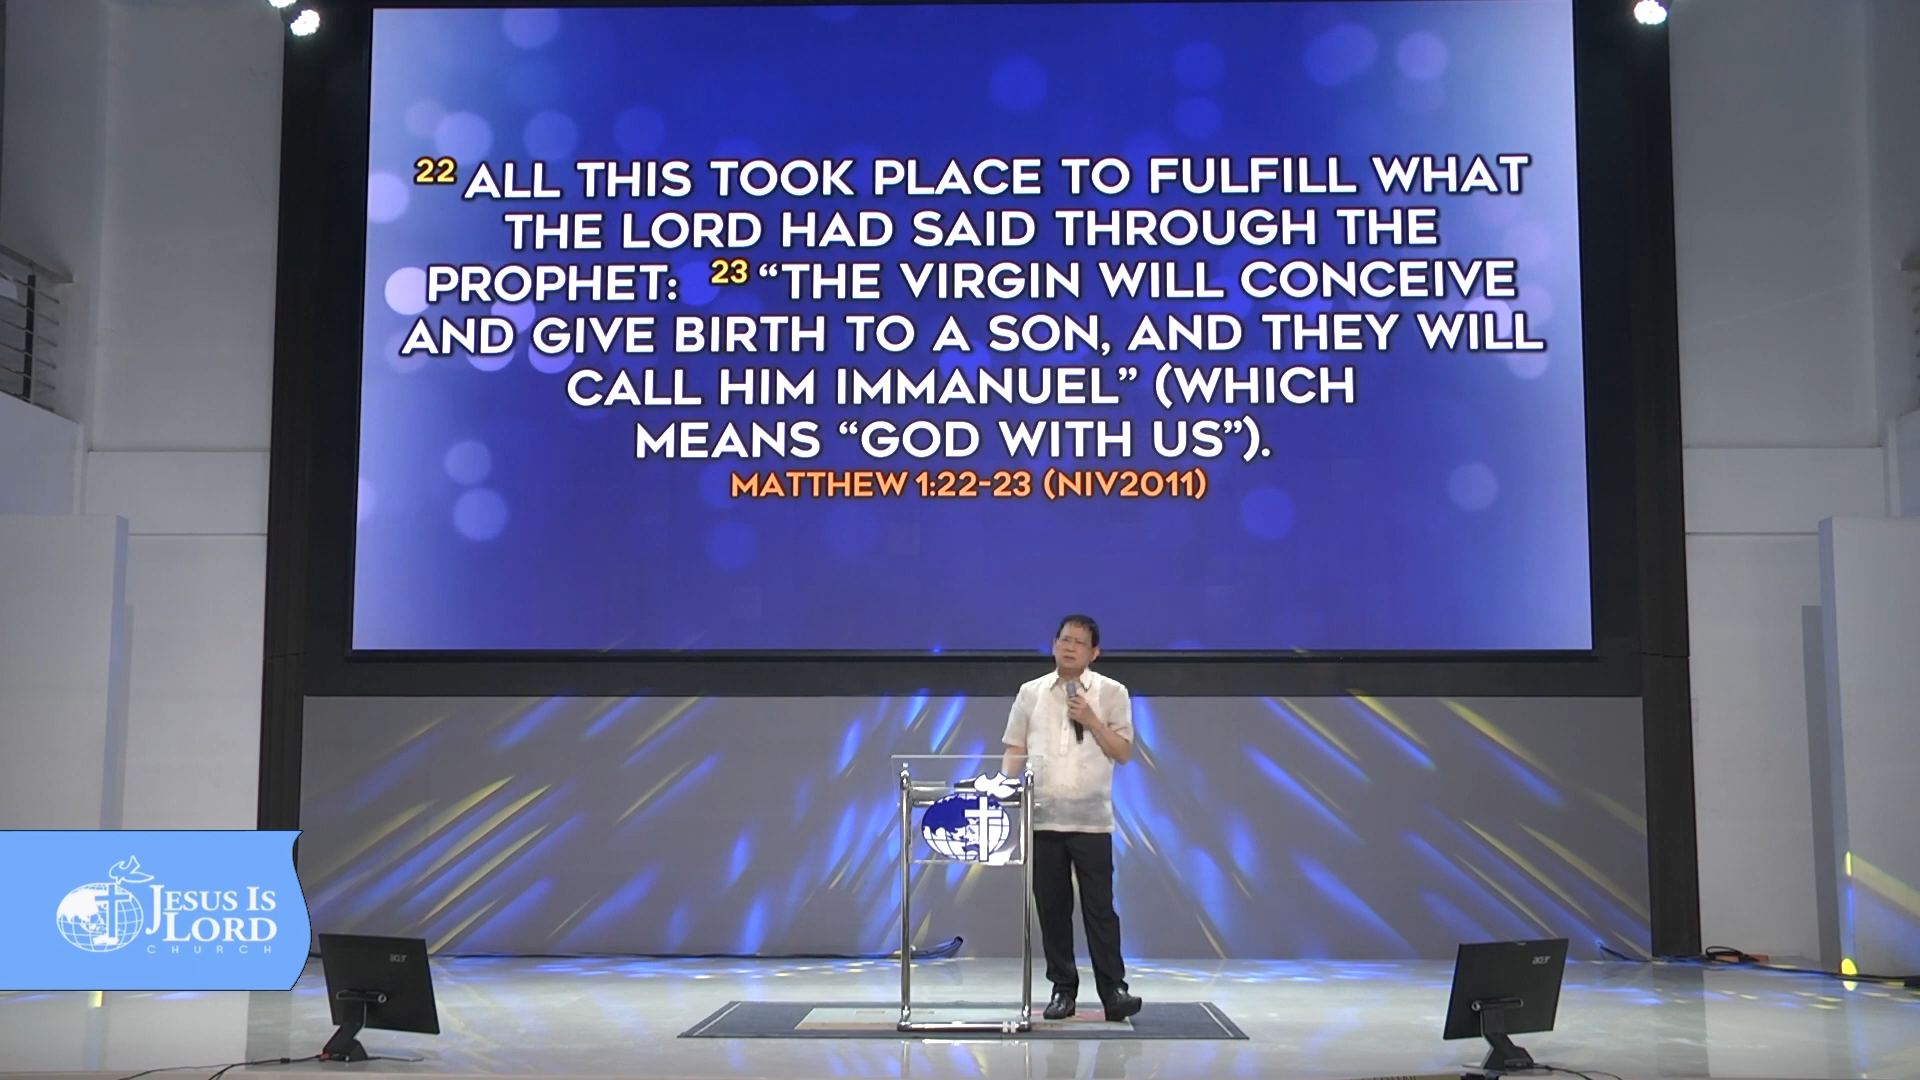 22 ALL THIS TOOK PLACE TO FULFILL WHAT
THE LORD HAD SAID THROUGH THE
PROPHET: 23 “THE VIRGIN WILL CONCEIVE
AND GIVE BIRTH TO A SON, AND THEY WILL
CALL HIM IMMANUEL” (WHICH
MEANS “GOD WITH US”).
MATTHEW 1:22-23 (NIV2011)
JESUS IS
LORD
CHURCH
acer
acer